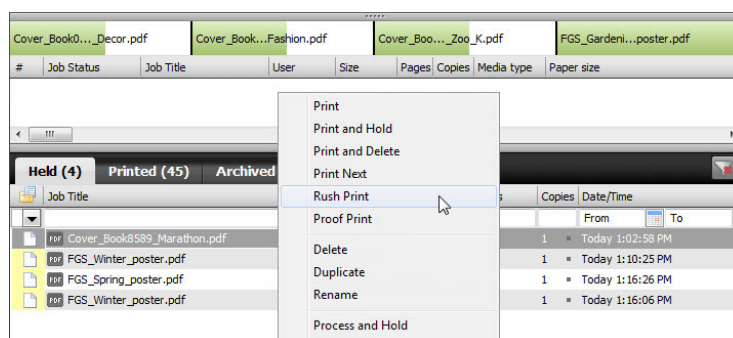 Cover_Book0..._Decor.pdf Cover_Book...Fashion.pdf Cover_Boo..._Zoo_K.pdf FGS_Gardeni...poster.pdf
# Job Status Job Title User Size Pages Copies Media type Paper size
Print
Print and Hold
Print and Delete
Print Next
Rush Print
Proof Print
Delete
Duplicate
Rename
Process and Hold
Held (4) Printed (45) Archived
Job Title Copies Date/Time
From To
PDF Cover_Book8589_Marathon.pdf 1 Today 1:02:58 PM
PDF FGS_Winter_poster.pdf 1 Today 1:10:25 PM
PDF FGS_Spring_poster.pdf 1 Today 1:16:26 PM
PDF FGS_Winter_poster.pdf 1 Today 1:16:06 PM